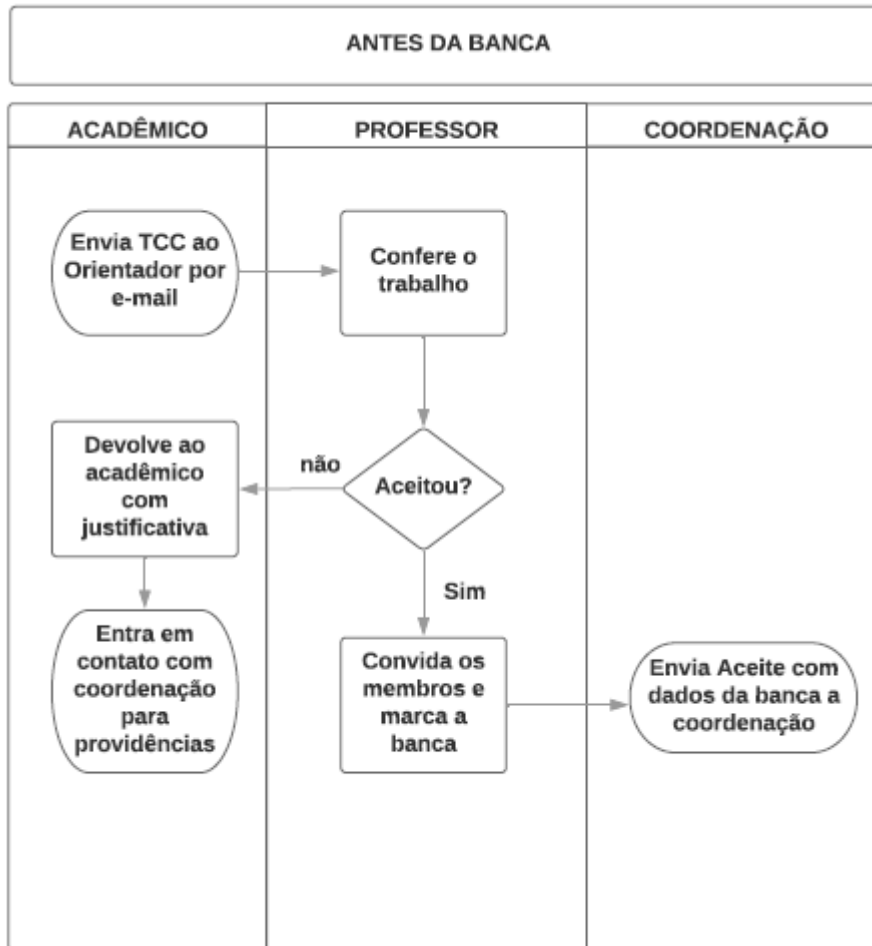 ANTES DA BANCA
ACADÊMICO
PROFESSOR
COORDENAÇÃO
Envia TCC ao
Orientador por
e-mail
Confere o
trabalho
Devolve ao
acadêmico
com
justificativa
não
Aceitou?
Sim
Entra em
contato com
coordenação
para
providências
Convida os
membros e
marca a
banca
Envia Aceite com
dados da banca a
coordenação